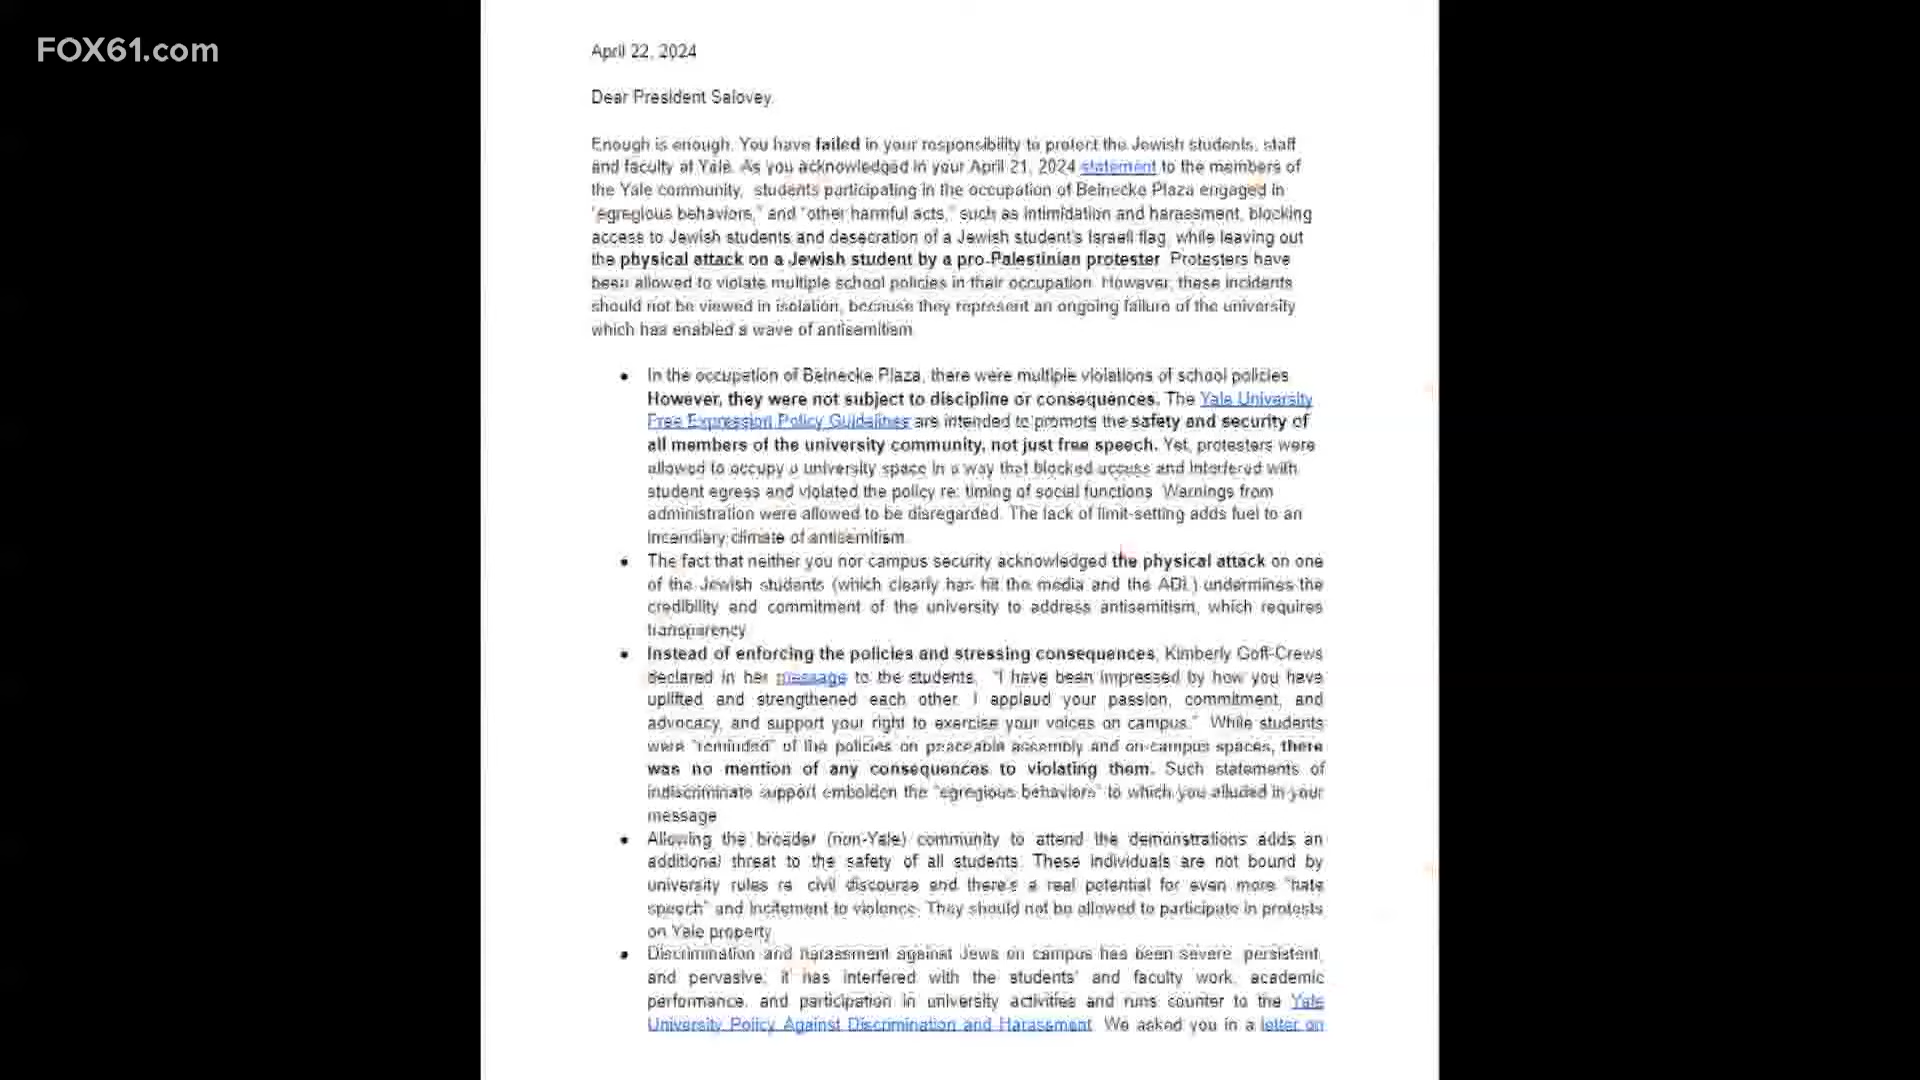 FOX61.com
April 22, 2024
Dear President Salovey,
Enough is enough. You have failed in your responsibility to protect the Jewish students, staff
and faculty at Yale. As you acknowledged in your April 21, 2024 statement to the members of
the Yale community, students participating in the occupation of Beinecke Plaza engaged in
"egregious behaviors," and "other harmful acts," such as intimidation and harassment, blocking
access to Jewish students and desecration of a Jewish student's Israeli flag, while leaving out
the physical attack on a Jewish student by a pro-Palestinian protester. Protesters have
been allowed to violate multiple school policies in their occupation. However, these incidents
should not be viewed in isolation, because they represent an ongoing failure of the university
which has enabled a wave of antisemitism.
• In the occupation of Beinecke Plaza, there were multiple violations of school policies.
However, they were not subject to discipline or consequences. The Yale University
Free Expression Policy Guidelines are intended to promote the safety and security of
all members of the university community, not just free speech. Yet, protesters were
allowed to occupy a university space in a way that blocked access and interfered with
student egress and violated the policy re: timing of social functions. Warnings from
administration were allowed to be disregarded. The lack of limit-setting adds fuel to an
incendiary climate of antisemitism.
• The fact that neither you nor campus security acknowledged the physical attack on one
of the Jewish students (which clearly has hit the media and the ADL) undermines the
credibility and commitment of the university to address antisemitism, which requires
transparency.
• Instead of enforcing the policies and stressing consequences, Kimberly Goff-Crews
declared in her message to the students, "I have been impressed by how you have
uplifted and strengthened each other. I applaud your passion, commitment, and
advocacy, and support your right to exercise your voices on campus." While students
were "reminded" of the policies on peaceable assembly and on-campus spaces, there
was no mention of any consequences to violating them. Such statements of
indiscriminate support embolden the "egregious behaviors" to which you alluded in your
message.
• Allowing the broader (non-Yale) community to attend the demonstrations adds an
additional threat to the safety of all students. These individuals are not bound by
university rules re: civil discourse and there's a real potential for even more "hate
speech" and incitement to violence. They should not be allowed to participate in protests
on Yale property.
• Discrimination and harassment against Jews on campus has been severe, persistent,
and pervasive; it has interfered with the students' and faculty work, academic
performance, and participation in university activities and runs counter to the Yale
University Policy Against Discrimination and Harassment. We asked you in a letter on